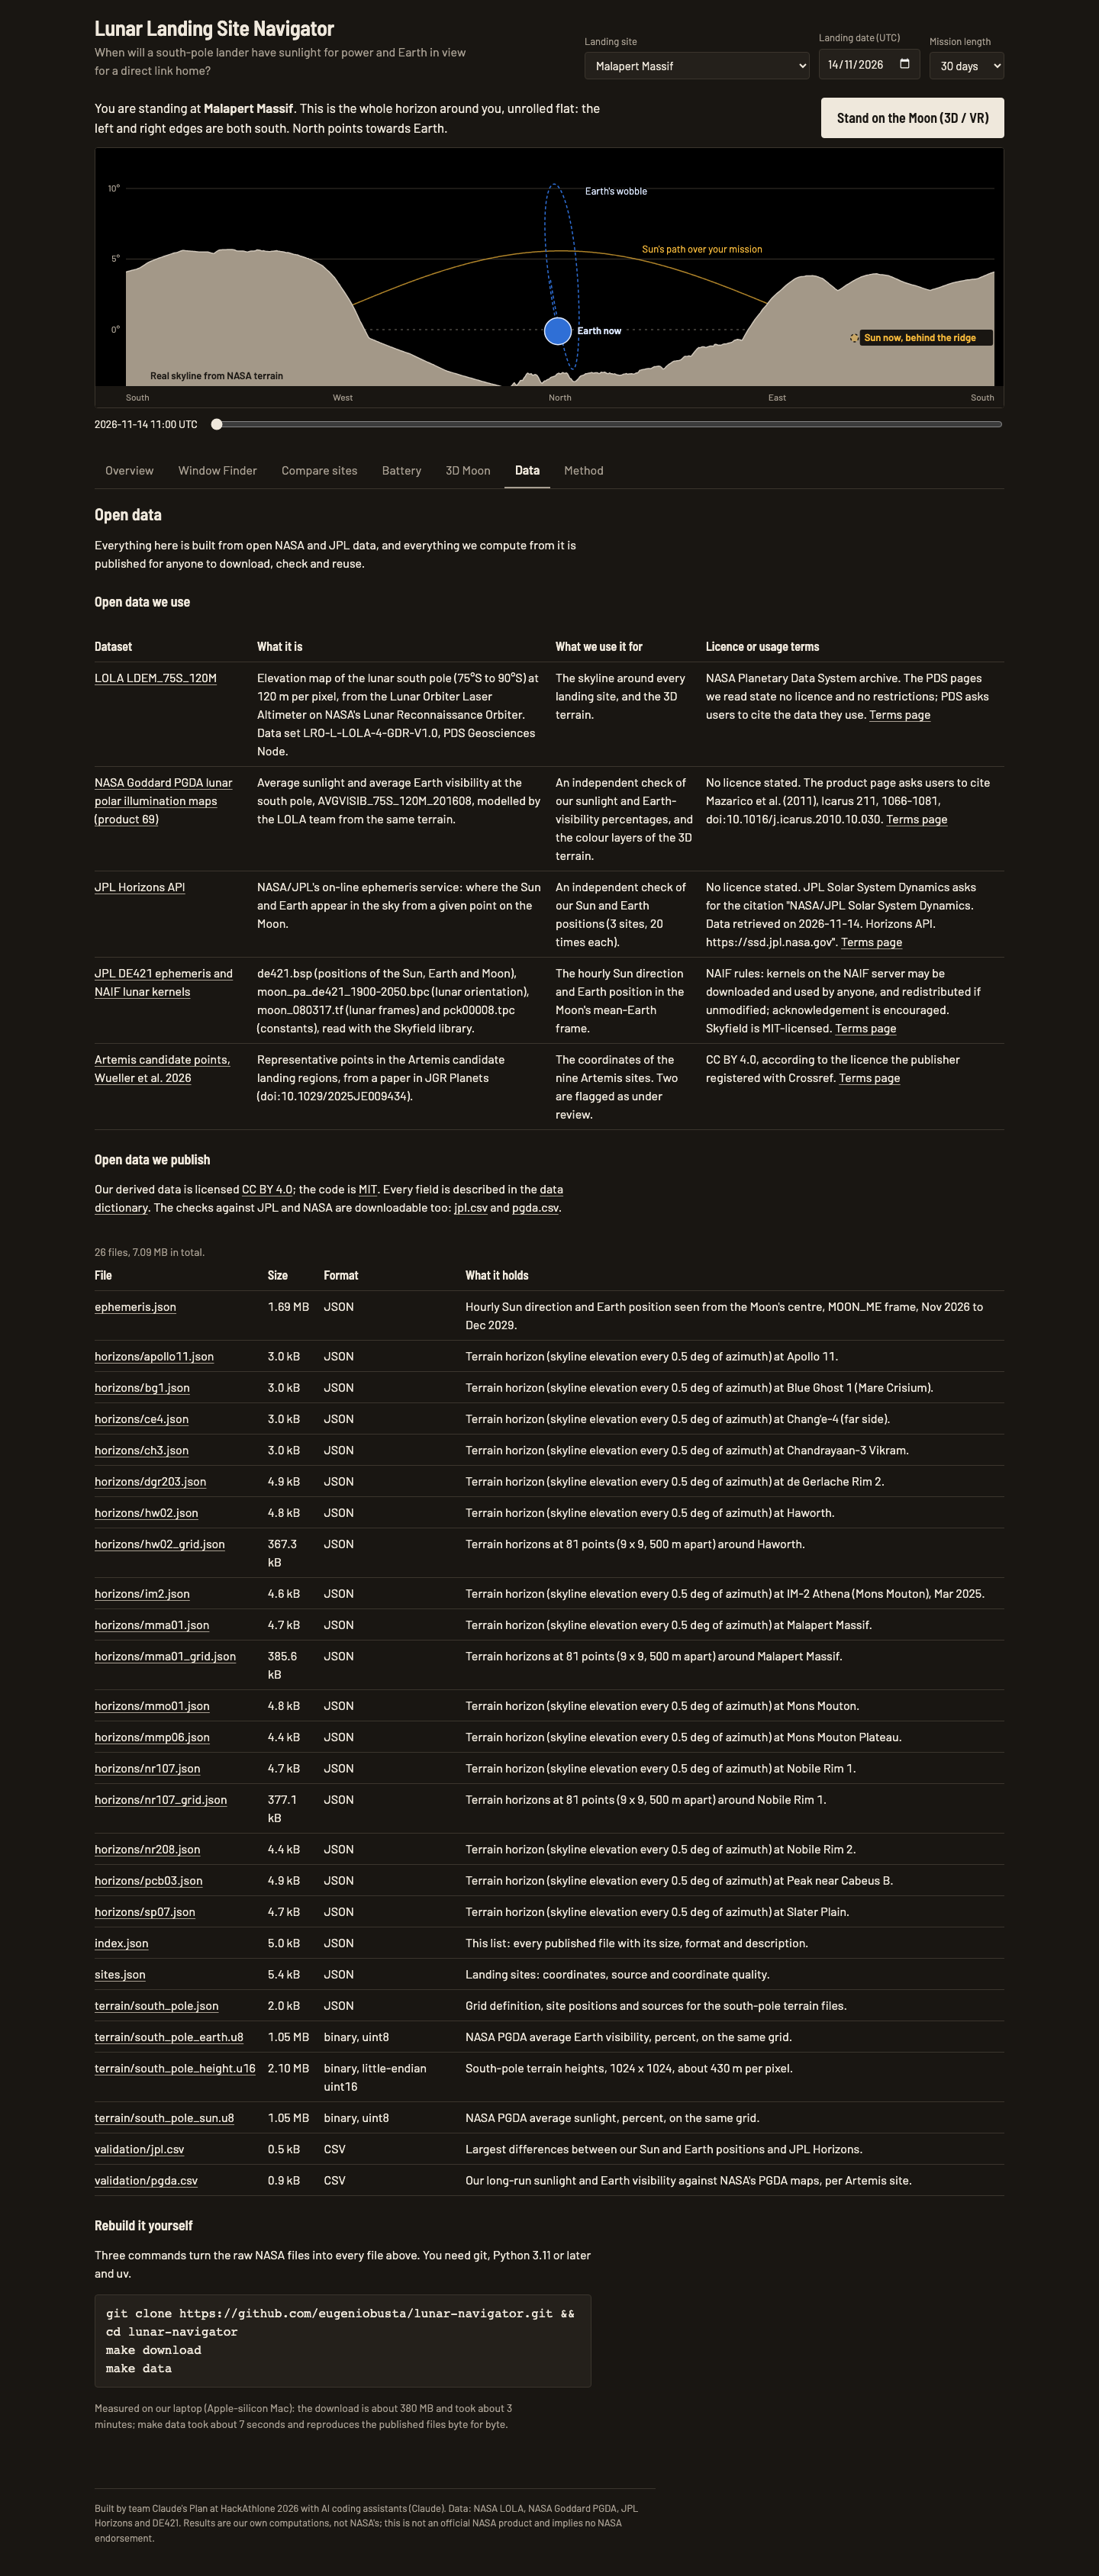 Lunar Landing Site Navigator
When will a south-pole lander have sunlight for power and Earth in view
for a direct link home?
Landing site
Malapert Massif
Landing date (UTC)
14/11/2026
Mission length
30 days
You are standing at Malapert Massif. This is the whole horizon around you, unrolled flat: the
left and right edges are both south. North points towards Earth.
Stand on the Moon (3D / VR)
10°
Earth's wobble
5°
Sun's path over your mission
0°
Earth now
Sun now, behind the ridge
Real skyline from NASA terrain
South West North East South
2026-11-14 11:00 UTC
Overview Window Finder Compare sites Battery 3D Moon Data Method
Open data
Everything here is built from open NASA and JPL data, and everything we compute from it is
published for anyone to download, check and reuse.
Open data we use
Dataset What it is What we use it for Licence or usage terms
LOLA LDEM_75S_120M
Elevation map of the lunar south pole (75°S to 90°S) at
120 m per pixel, from the Lunar Orbiter Laser
Altimeter on NASA's Lunar Reconnaissance Orbiter.
Data set LRO-L-LOLA-4-GDR-V1.0, PDS Geosciences
Node.
The skyline around every
landing site, and the 3D
terrain.
NASA Planetary Data System archive. The PDS pages
we read state no licence and no restrictions; PDS asks
users to cite the data they use. Terms page
NASA Goddard PGDA lunar
polar illumination maps
(product 69)
Average sunlight and average Earth visibility at the
south pole, AVGVISIB_75S_120M_201608, modelled by
the LOLA team from the same terrain.
An independent check of
our sunlight and Earth-
visibility percentages, and
the colour layers of the 3D
terrain.
No licence stated. The product page asks users to cite
Mazarico et al. (2011), Icarus 211, 1066-1081,
doi:10.1016/j.icarus.2010.10.030. Terms page
JPL Horizons API
NASA/JPL's on-line ephemeris service: where the Sun
and Earth appear in the sky from a given point on the
Moon.
An independent check of
our Sun and Earth
positions (3 sites, 20
times each).
No licence stated. JPL Solar System Dynamics asks
for the citation "NASA/JPL Solar System Dynamics.
Data retrieved on 2026-11-14. Horizons API.
https://ssd.jpl.nasa.gov". Terms page
JPL DE421 ephemeris and
NAIF lunar kernels
de421.bsp (positions of the Sun, Earth and Moon),
moon_pa_de421_1900-2050.bpc (lunar orientation),
moon_080317.tf (lunar frames) and pck00008.tpc
(constants), read with the Skyfield library.
The hourly Sun direction
and Earth position in the
Moon's mean-Earth
frame.
NAIF rules: kernels on the NAIF server may be
downloaded and used by anyone, and redistributed if
unmodified; acknowledgement is encouraged.
Skyfield is MIT-licensed. Terms page
Artemis candidate points,
Wueller et al. 2026
Representative points in the Artemis candidate
landing regions, from a paper in JGR Planets
(doi:10.1029/2025JE009434).
The coordinates of the
nine Artemis sites. Two
are flagged as under
review.
CC BY 4.0, according to the licence the publisher
registered with Crossref. Terms page
Open data we publish
Our derived data is licensed CC BY 4.0; the code is MIT. Every field is described in the data
dictionary. The checks against JPL and NASA are downloadable too: jpl.csv and pgda.csv.
26 files, 7.09 MB in total.
File Size Format What it holds
ephemeris.json 1.69 MB JSON Hourly Sun direction and Earth position seen from the Moon's centre, MOON_ME frame, Nov 2026 to
Dec 2029.
horizons/apollo11.json 3.0 kB JSON Terrain horizon (skyline elevation every 0.5 deg of azimuth) at Apollo 11.
horizons/bg1.json 3.0 kB JSON Terrain horizon (skyline elevation every 0.5 deg of azimuth) at Blue Ghost 1 (Mare Crisium).
horizons/ce4.json 3.0 kB JSON Terrain horizon (skyline elevation every 0.5 deg of azimuth) at Chang'e-4 (far side).
horizons/ch3.json 3.0 kB JSON Terrain horizon (skyline elevation every 0.5 deg of azimuth) at Chandrayaan-3 Vikram.
horizons/dgr203.json 4.9 kB JSON Terrain horizon (skyline elevation every 0.5 deg of azimuth) at de Gerlache Rim 2.
horizons/hw02.json 4.8 kB JSON Terrain horizon (skyline elevation every 0.5 deg of azimuth) at Haworth.
horizons/hw02_grid.json 367.3 kB JSON Terrain horizons at 81 points (9 x 9, 500 m apart) around Haworth.
horizons/im2.json 4.6 kB JSON Terrain horizon (skyline elevation every 0.5 deg of azimuth) at IM-2 Athena (Mons Mouton), Mar 2025.
horizons/mma01.json 4.7 kB JSON Terrain horizon (skyline elevation every 0.5 deg of azimuth) at Malapert Massif.
horizons/mma01_grid.json 385.6 kB JSON Terrain horizons at 81 points (9 x 9, 500 m apart) around Malapert Massif.
horizons/mmo01.json 4.8 kB JSON Terrain horizon (skyline elevation every 0.5 deg of azimuth) at Mons Mouton.
horizons/mmp06.json 4.4 kB JSON Terrain horizon (skyline elevation every 0.5 deg of azimuth) at Mons Mouton Plateau.
horizons/nr107.json 4.7 kB JSON Terrain horizon (skyline elevation every 0.5 deg of azimuth) at Nobile Rim 1.
horizons/nr107_grid.json 377.1 kB JSON Terrain horizons at 81 points (9 x 9, 500 m apart) around Nobile Rim 1.
horizons/nr208.json 4.4 kB JSON Terrain horizon (skyline elevation every 0.5 deg of azimuth) at Nobile Rim 2.
horizons/pcb03.json 4.9 kB JSON Terrain horizon (skyline elevation every 0.5 deg of azimuth) at Peak near Cabeus B.
horizons/sp07.json 4.7 kB JSON Terrain horizon (skyline elevation every 0.5 deg of azimuth) at Slater Plain.
index.json 5.0 kB JSON This list: every published file with its size, format and description.
sites.json 5.4 kB JSON Landing sites: coordinates, source and coordinate quality.
terrain/south_pole.json 2.0 kB JSON Grid definition, site positions and sources for the south-pole terrain files.
terrain/south_pole_earth.u8 1.05 MB binary, uint8 NASA PGDA average Earth visibility, percent, on the same grid.
terrain/south_pole_height.u16 2.10 MB binary, little-endian uint16 South-pole terrain heights, 1024 x 1024, about 430 m per pixel.
terrain/south_pole_sun.u8 1.05 MB binary, uint8 NASA PGDA average sunlight, percent, on the same grid.
validation/jpl.csv 0.5 kB CSV Largest differences between our Sun and Earth positions and JPL Horizons.
validation/pgda.csv 0.9 kB CSV Our long-run sunlight and Earth visibility against NASA's PGDA maps, per Artemis site.
Rebuild it yourself
Three commands turn the raw NASA files into every file above. You need git, Python 3.11 or later
and uv.
git clone https://github.com/eugeniobusta/lunar-navigator.git &&
cd lunar-navigator
make download
make data
Measured on our laptop (Apple-silicon Mac): the download is about 380 MB and took about 3
minutes; make data took about 7 seconds and reproduces the published files byte for byte.
Built by team Claude's Plan at HackAthlone 2026 with AI coding assistants (Claude). Data: NASA LOLA, NASA Goddard PGDA, JPL
Horizons and DE421. Results are our own computations, not NASA's; this is not an official NASA product and implies no NASA
endorsement.